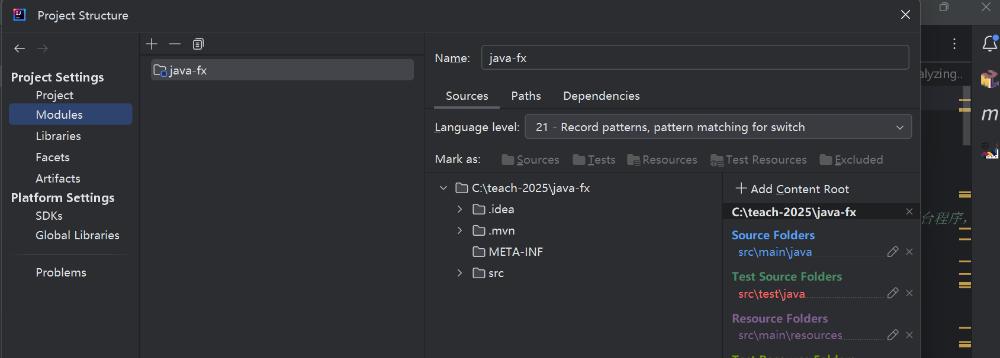 Project Structure
Project Settings
Project
Modules
Libraries
Facets
Artifacts
Platform Settings
SDKs
Global Libraries
Problems
java-fx
Name: java-fx
Sources Paths Dependencies
Language level: 21 - Record patterns, pattern matching for switch
Mark as: Sources Tests Resources Test Resources Excluded
C:\teach-2025\java-fx
.idea
.mvn
META-INF
src
Add Content Root
C:\teach-2025\java-fx
Source Folders
src\main\java
Test Source Folders
src\test\java
Resource Folders
src\main\resources
alyzing..
m
台程序，